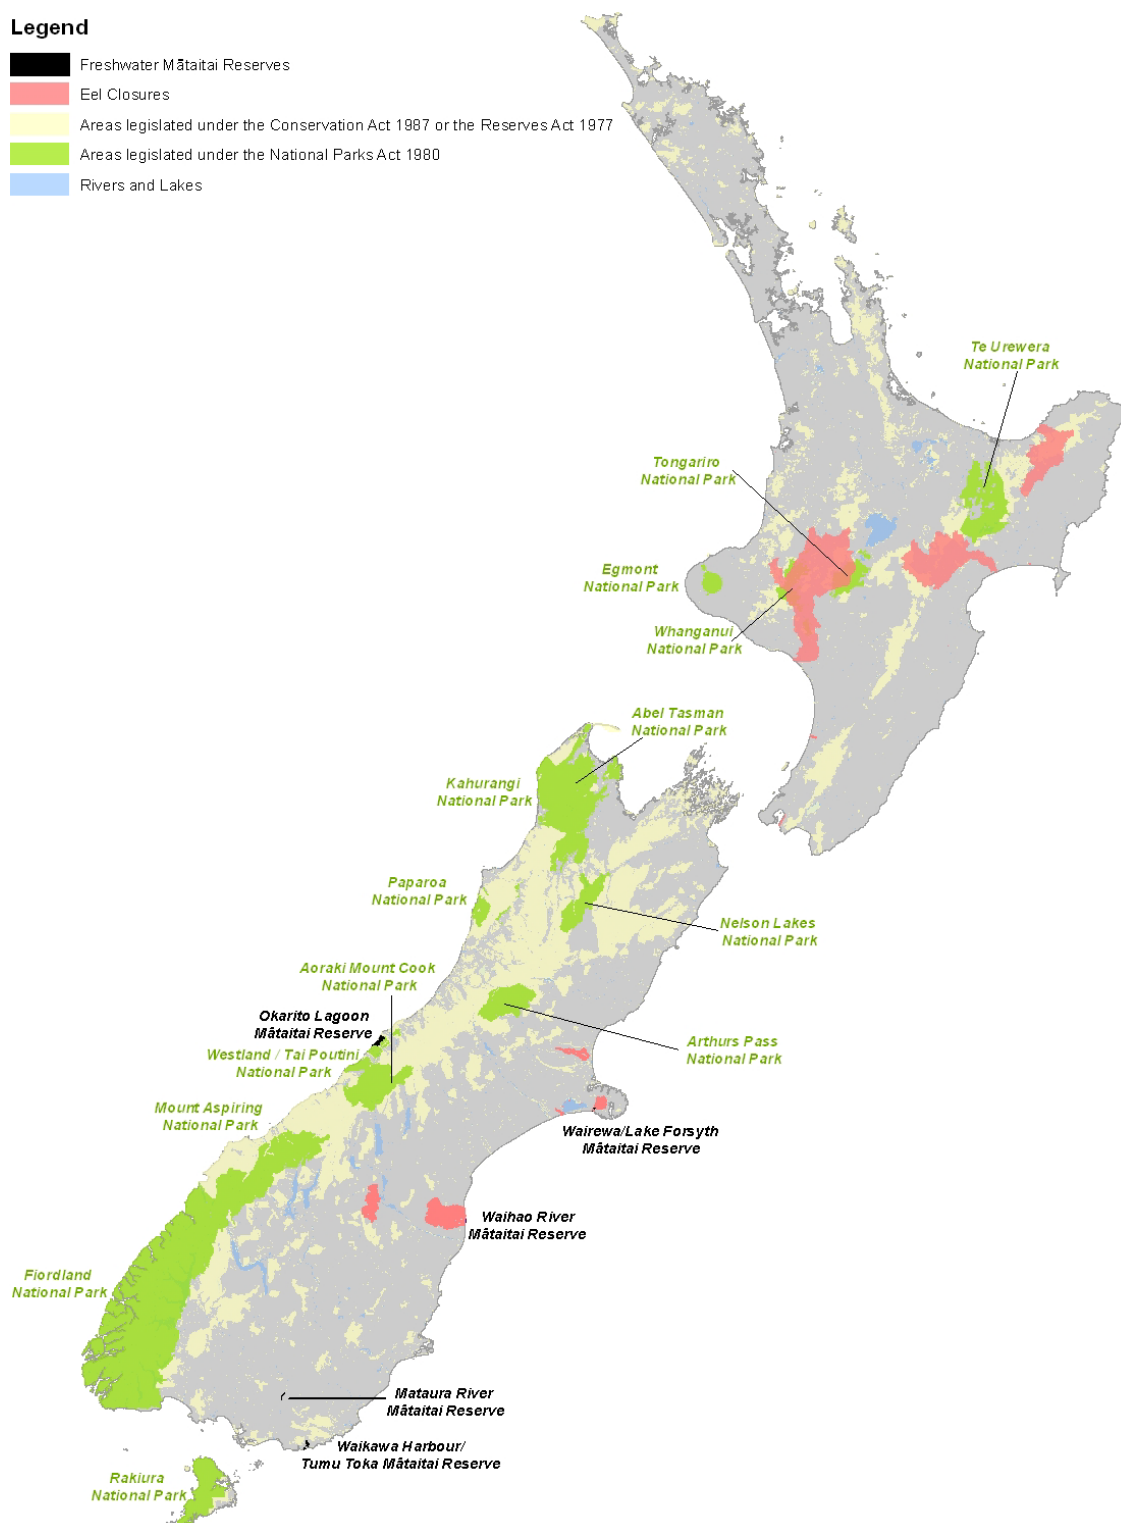 Legend
Freshwater Mātaitai Reserves
Eel Closures
Areas legislated under the Conservation Act 1987 or the Reserves Act 1977
Areas legislated under the National Parks Act 1980
Rivers and Lakes
Te Urewera
National Park
Tongariro
National Park
Egmont
National Park
Whanganui
National Park
Abel Tasman
National Park
Kahurangi
National Park
Paparoa
National Park
Nelson Lakes
National Park
Aoraki Mount Cook
National Park
Okarito Lagoon
Mātaitai Reserve
Westland / Tai Poutini
National Park
Arthurs Pass
National Park
Mount Aspiring
National Park
Wairewa/Lake Forsyth
Mātaitai Reserve
Waihao River
Mātaitai Reserve
Fiordland
National Park
Mataura River
Mātaitai Reserve
Waikawa Harbour/
Tumu Toka Mātaitai Reserve
Rakiura
National Park